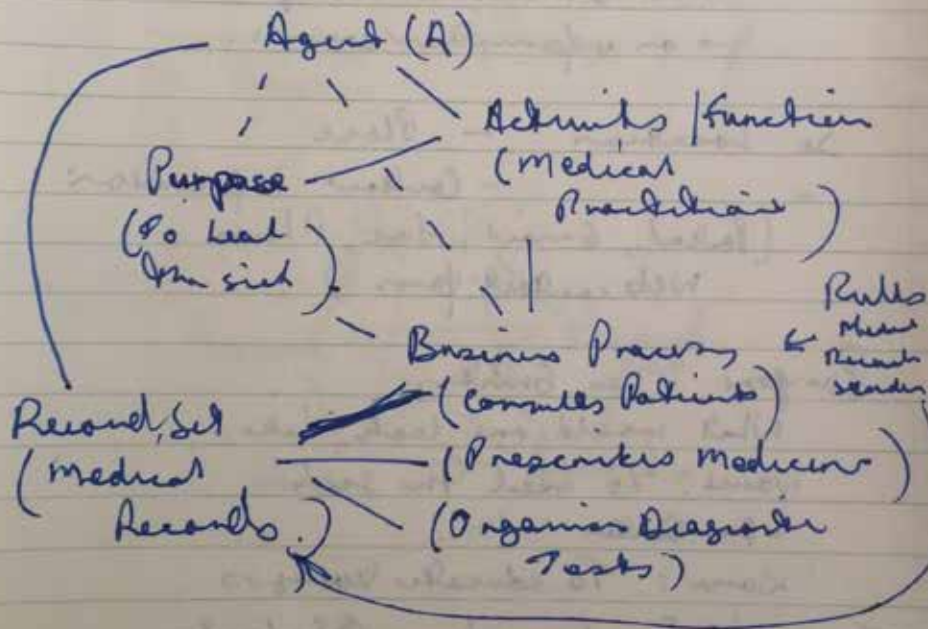 Agent (A)
Activity / Function
(Medical
Practitioner)
Purpose
(To heal
the sick)
Business Process
(Consults Patients)
(Prescribes Medicine)
(Organises Diagnostic
Tests)
Rules
Record Set
(Medical
Records.)